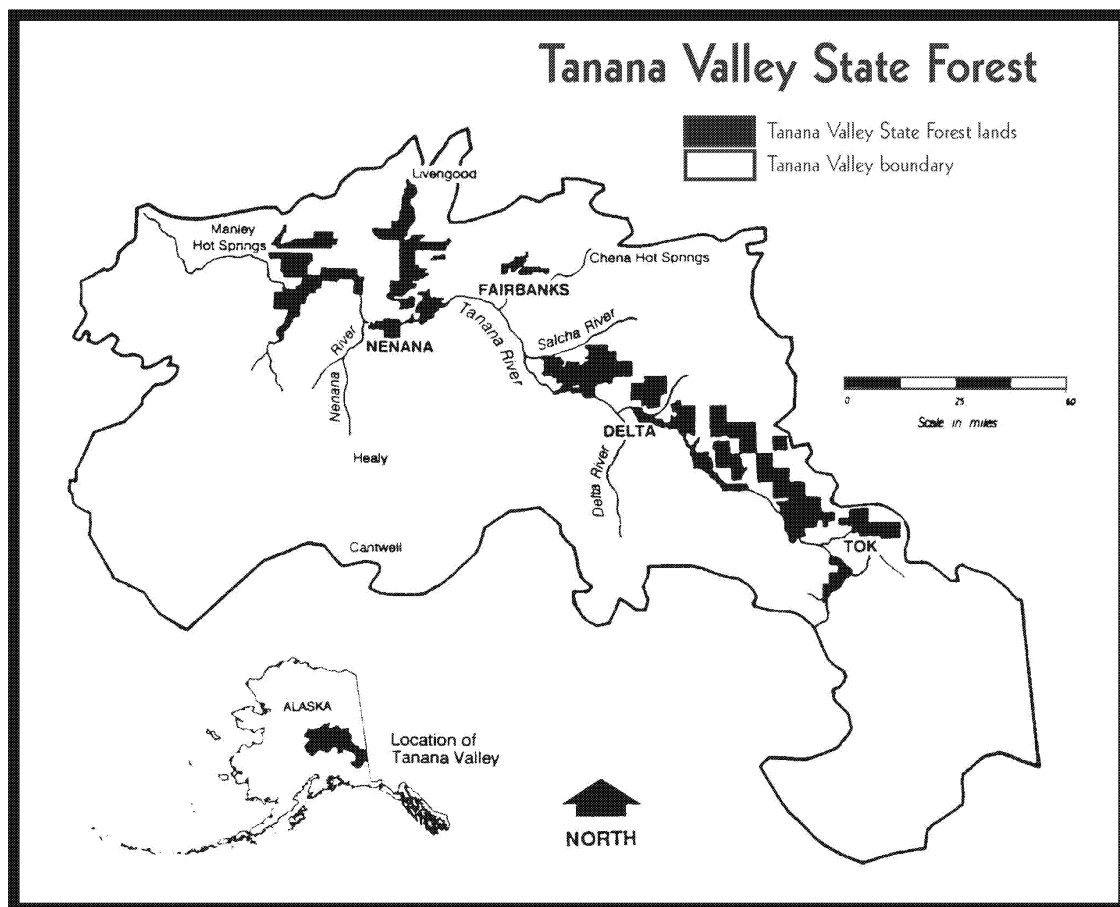 Tanana Valley State Forest
Tanana Valley State Forest lands
Tanana Valley boundary
Livengood
Manley
Hot Springs
Chena Hot Springs
FAIRBANKS
Tanana River
Salcha River
NENANA
River
Nenana
DELTA
Delta River
Healy
Cantwell
TOK
0
25
50
Scale in miles
ALASKA
Location of
Tanana Valley
NORTH